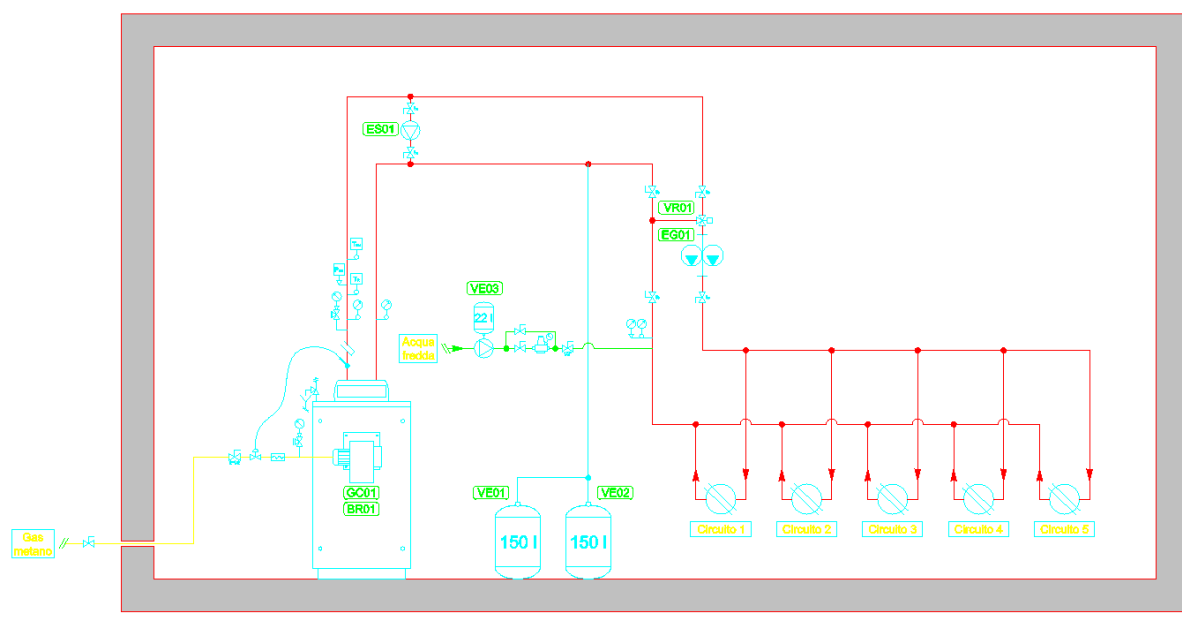 ES01
VR01
EG01
VE03
22 l
Acqua
fredda
GC01
BR01
VE01
VE02
150 l
150 l
Gas
metano
Circuito 1
Circuito 2
Circuito 3
Circuito 4
Circuito 5